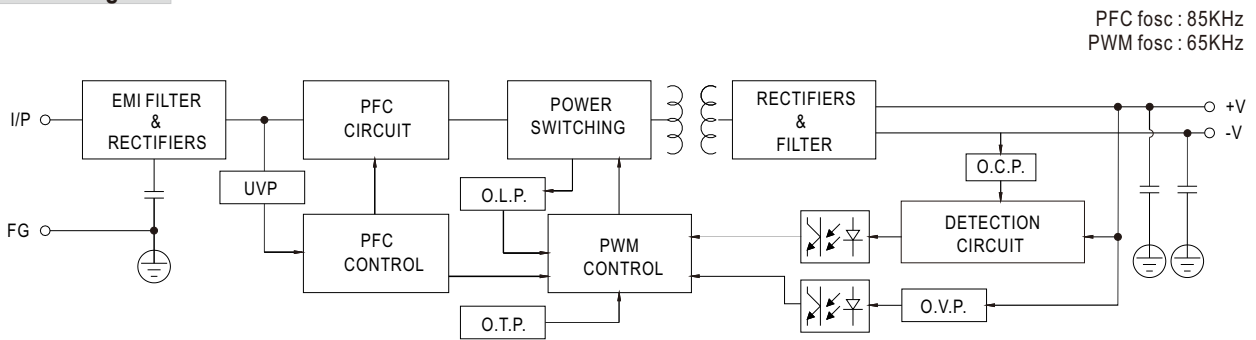 PFC fosc : 85KHz
PWM fosc : 65KHz
I/P
EMI FILTER
&
RECTIFIERS
PFC
CIRCUIT
POWER
SWITCHING
RECTIFIERS
&
FILTER
+V
-V
UVP
O.L.P.
O.C.P.
FG
PFC
CONTROL
PWM
CONTROL
DETECTION
CIRCUIT
O.T.P.
O.V.P.